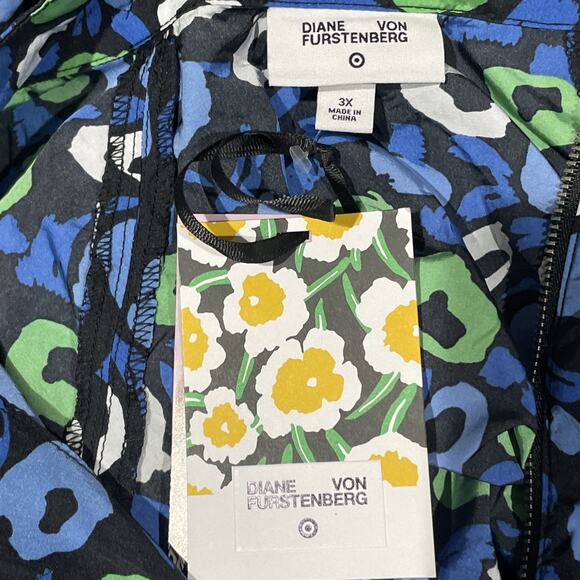 DIANE VON
FURSTENBERG
3X
MADE IN
CHINA
DIANE VON
FURSTENBERG